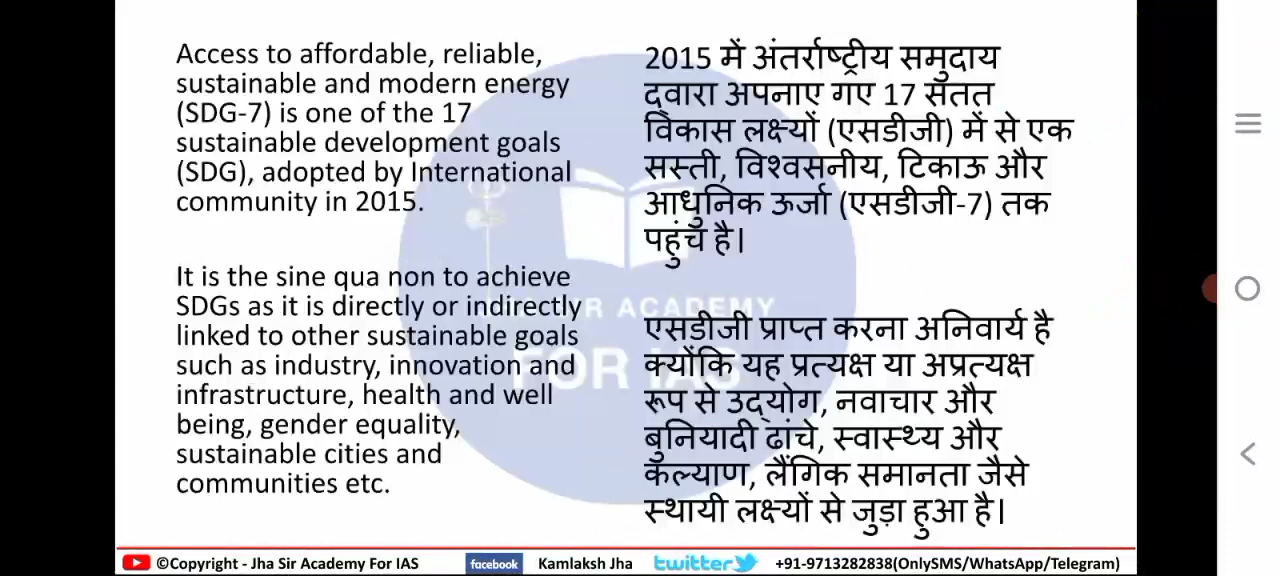 Access to affordable, reliable,
sustainable and modern energy
(SDG-7) is one of the 17
sustainable development goals
(SDG), adopted by International
community in 2015.
It is the sine qua non to achieve
SDGs as it is directly or indirectly
linked to other sustainable goals
such as industry, innovation and
infrastructure, health and well
being, gender equality,
sustainable cities and
communities etc.
2015 में अंतर्राष्ट्रीय समुदाय
द्वारा अपनाए गए 17 सतत
विकास लक्ष्यों (एसडीजी) में से एक
सस्ती, विश्वसनीय, टिकाऊ और
आधुनिक ऊर्जा (एसडीजी-7) तक
पहुंच है।
एसडीजी प्राप्त करना अनिवार्य है
क्योंकि यह प्रत्यक्ष या अप्रत्यक्ष
रूप से उद्योग, नवाचार और
बुनियादी ढांचे, स्वास्थ्य और
कल्याण, लैंगिक समानता जैसे
स्थायी लक्ष्यों से जुड़ा हुआ है।
SIR ACADEMY
FOR IAS
©Copyright - Jha Sir Academy For IAS facebook Kamlaksh Jha twitter +91-9713282838(OnlySMS/WhatsApp/Telegram)